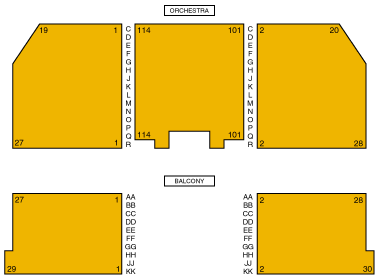 ORCHESTRA
19 1 C 114 101 C 2 20
D D
E E
F F
G G
H H
J J
K K
L L
M M
N N
O O
P P
Q 114 101 Q
27 1 R R 2 28
BALCONY
27 1 AA AA 2 28
BB BB
CC CC
DD DD
EE EE
FF FF
GG GG
HH HH
JJ JJ
29 1 KK KK 2 30